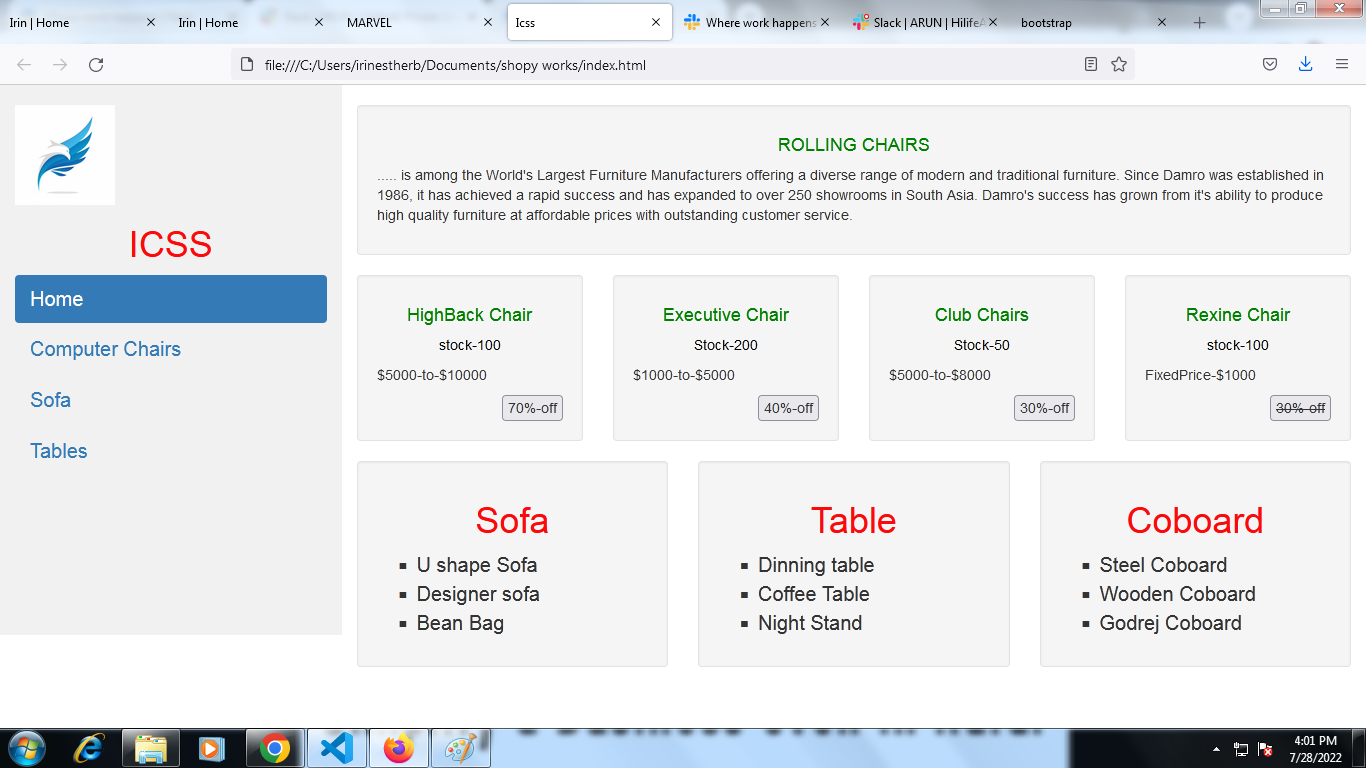 Irin | Home
Irin | Home
MARVEL
Icss
Where work happens
Slack | ARUN | HilifeA
bootstrap
file:///C:/Users/irinestherb/Documents/shopy works/index.html
ICSS
Home
Computer Chairs
Sofa
Tables
ROLLING CHAIRS
..... is among the World's Largest Furniture Manufacturers offering a diverse range of modern and traditional furniture. Since Damro was established in
1986, it has achieved a rapid success and has expanded to over 250 showrooms in South Asia. Damro's success has grown from it's ability to produce
high quality furniture at affordable prices with outstanding customer service.
HighBack Chair
stock-100
$5000-to-$10000
70%-off
Executive Chair
Stock-200
$1000-to-$5000
40%-off
Club Chairs
Stock-50
$5000-to-$8000
30%-off
Rexine Chair
stock-100
FixedPrice-$1000
30%-off
Sofa
U shape Sofa
Designer sofa
Bean Bag
Table
Dinning table
Coffee Table
Night Stand
Coboard
Steel Coboard
Wooden Coboard
Godrej Coboard
4:01 PM
7/28/2022